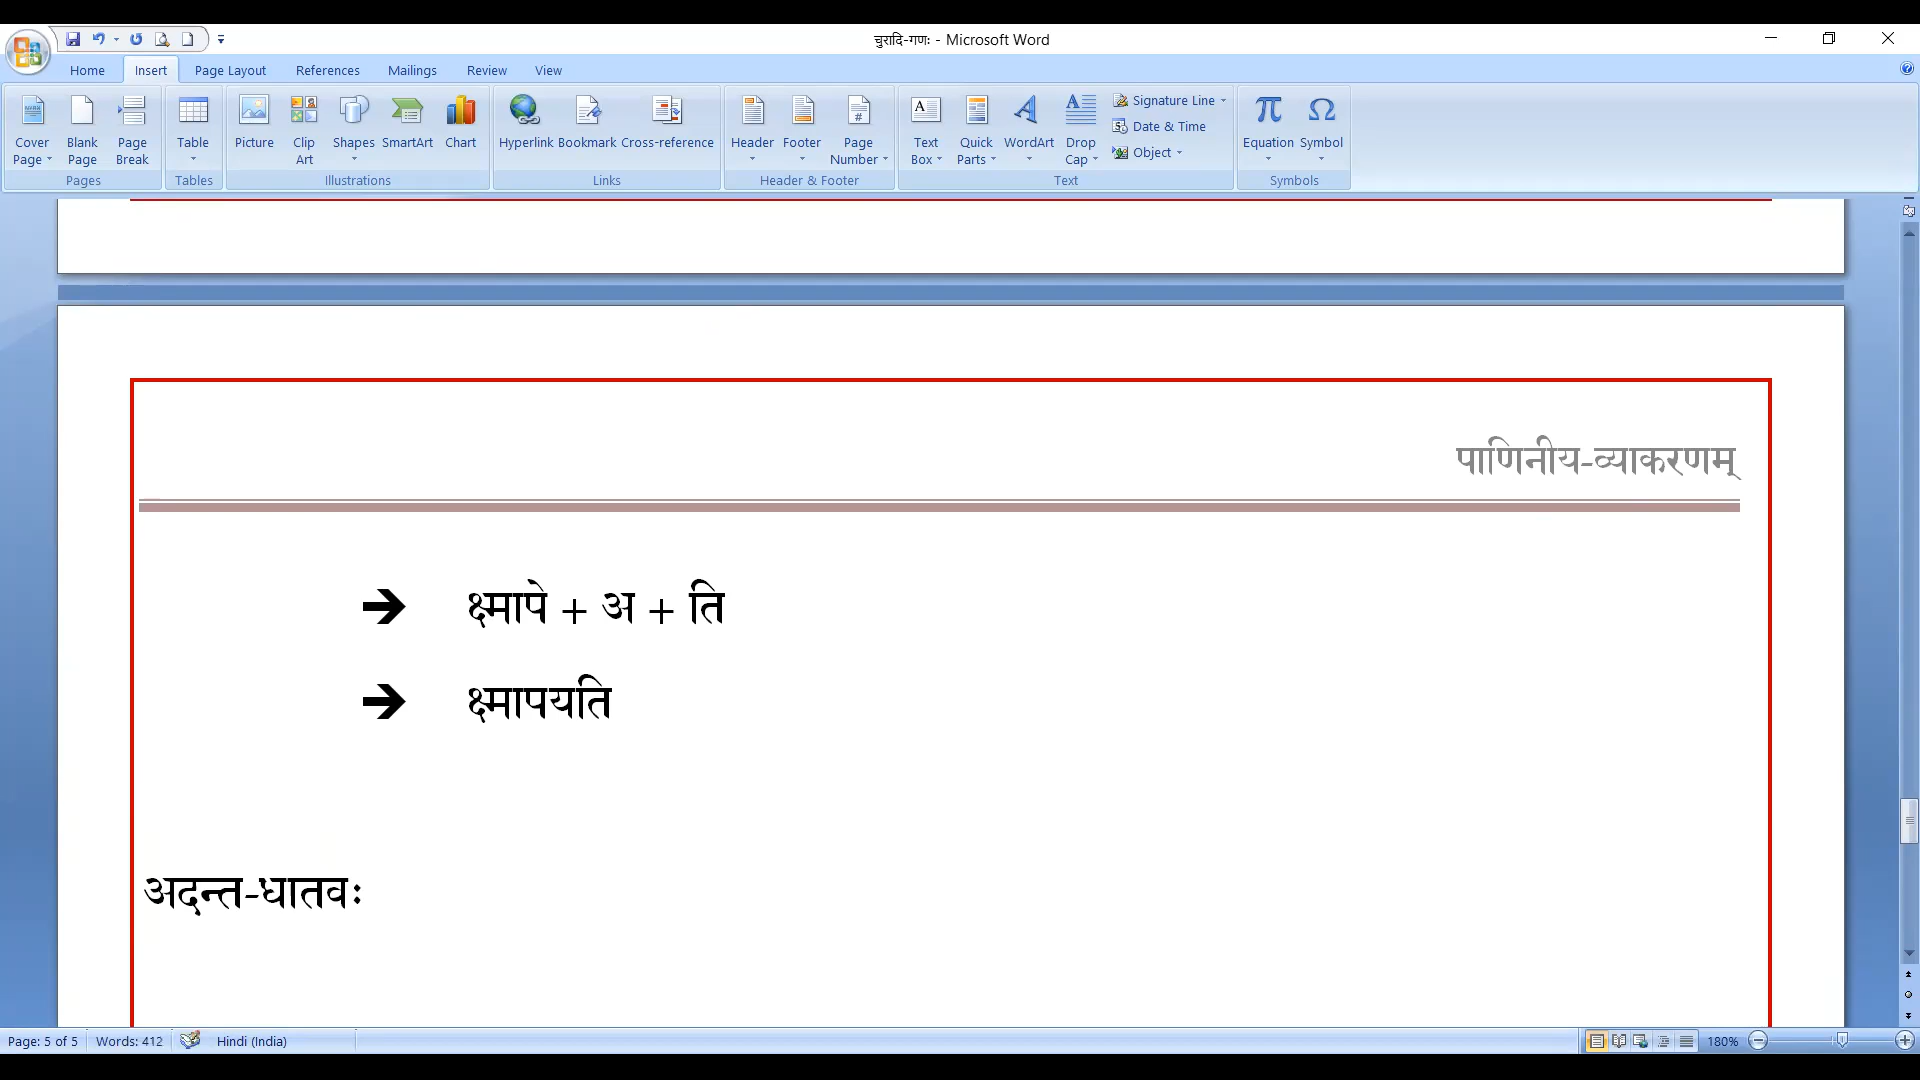 चुरादि-गणः - Microsoft Word
Home Insert Page Layout References Mailings Review View
Cover Page Blank Page Page Break
Pages
Table
Tables
Picture Clip Art Shapes SmartArt Chart
Illustrations
Hyperlink Bookmark Cross-reference
Links
Header Footer Page Number
Header & Footer
Text Box Quick Parts WordArt Drop Cap
Signature Line
Date & Time
Object
Text
Equation Symbol
Symbols
पाणिनीय-व्याकरणम्
➔ क्ष्मापे + अ + ति
➔ क्ष्मापयति
अदन्त-धातवः
Page: 5 of 5 Words: 412 Hindi (India) 180%